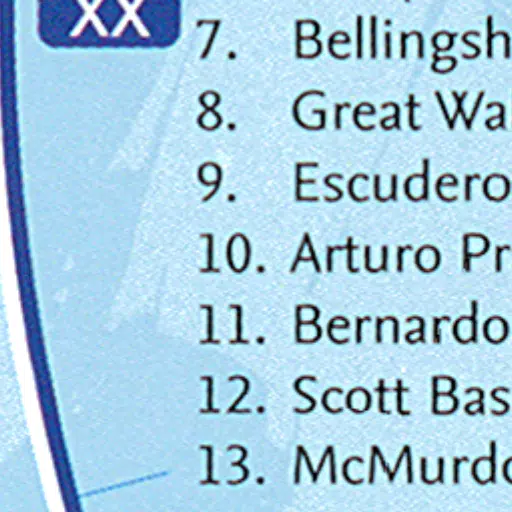 XX
7. Bellingsh
8. Great Wa
9. Escudero
10. Arturo Pr
11. Bernardo
12. Scott Bas
13. McMurdo